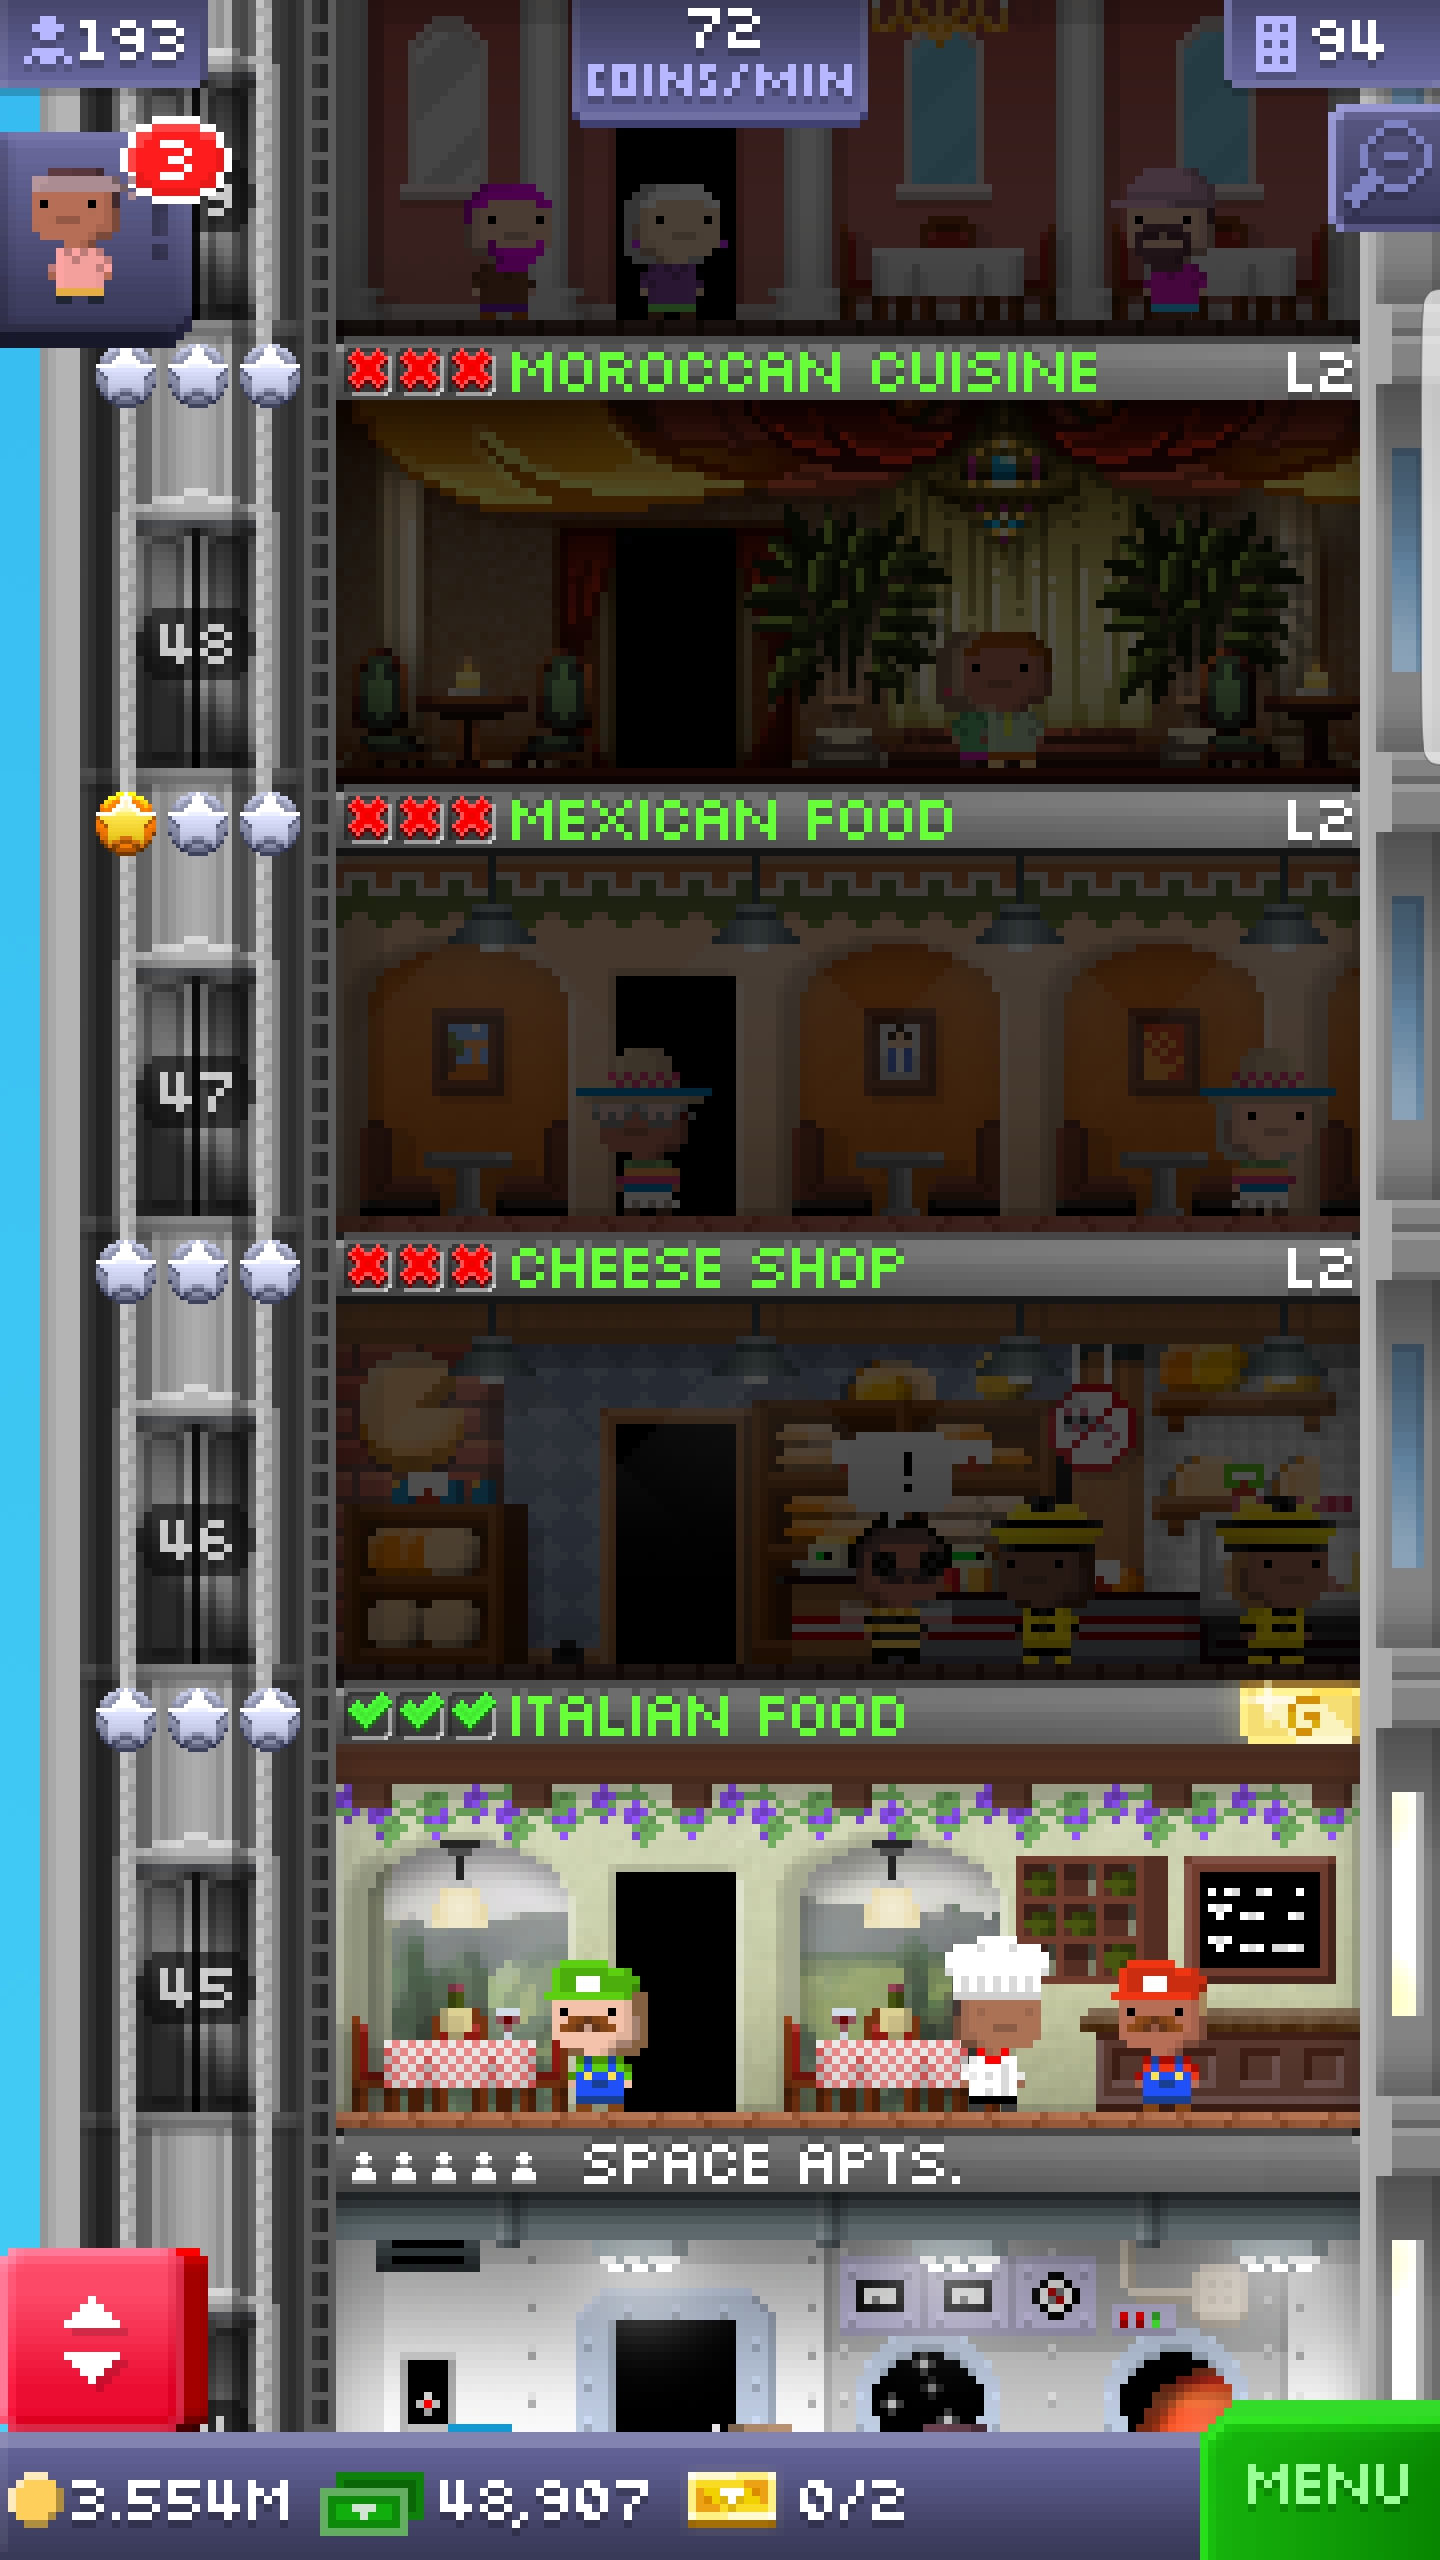 193
72
COINS/MIN
94
3
MOROCCAN CUISINE L2
48
MEXICAN FOOD L2
47
CHEESE SHOP L2
!
46
ITALIAN FOOD G
45
SPACE APTS.
3.554M 48,907 0/2
MENU